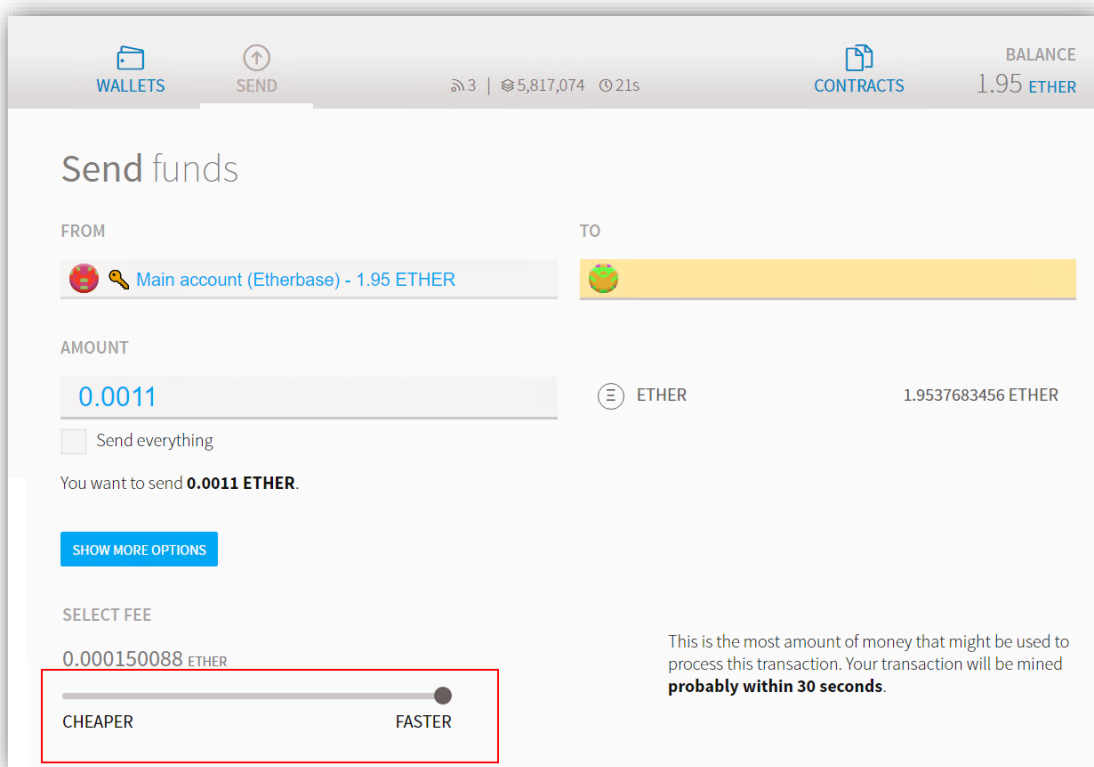 WALLETS
SEND
3 | 5,817,074 21s
CONTRACTS
BALANCE
1.95 ETHER
Send funds
FROM
TO
Main account (Etherbase) - 1.95 ETHER
AMOUNT
0.0011
ETHER
1.9537683456 ETHER
Send everything
You want to send 0.0011 ETHER.
SHOW MORE OPTIONS
SELECT FEE
0.000150088 ETHER
This is the most amount of money that might be used to
process this transaction. Your transaction will be mined
probably within 30 seconds.
CHEAPER
FASTER